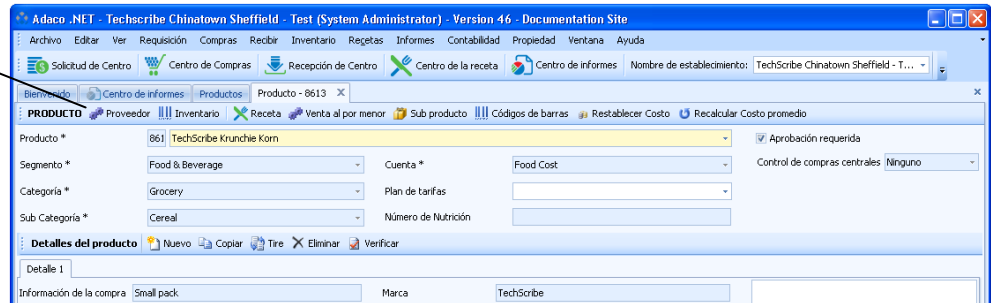 Adaco .NET - Techscribe Chinatown Sheffield - Test (System Administrator) - Version 46 - Documentation Site
Archivo Editar Ver Requisición Compras Recibir Inventario Regetas Informes Contabilidad Propiedad Ventana Ayuda
Solicitud de Centro Centro de Compras Recepción de Centro Centro de la receta Centro de informes Nombre de establecimiento: TechScribe Chinatown Sheffield - T...
Bienvenido Centro de informes Productos Producto - 8613 X
PRODUCTO Proveedor Inventario Receta Venta al por menor Sub producto Códigos de barras Restablecer Costo Recalcular Costo promedio
Producto * 861 TechScribe Krunchie Korn Aprobación requerida
Segmento * Food & Beverage Cuenta * Food Cost Control de compras centrales Ninguno
Categoría * Grocery Plan de tarifas
Sub Categoría * Cereal Número de Nutrición
Detalles del producto Nuevo Copiar Tire Eliminar Verificar
Detalle 1
Información de la compra Small pack Marca TechScribe